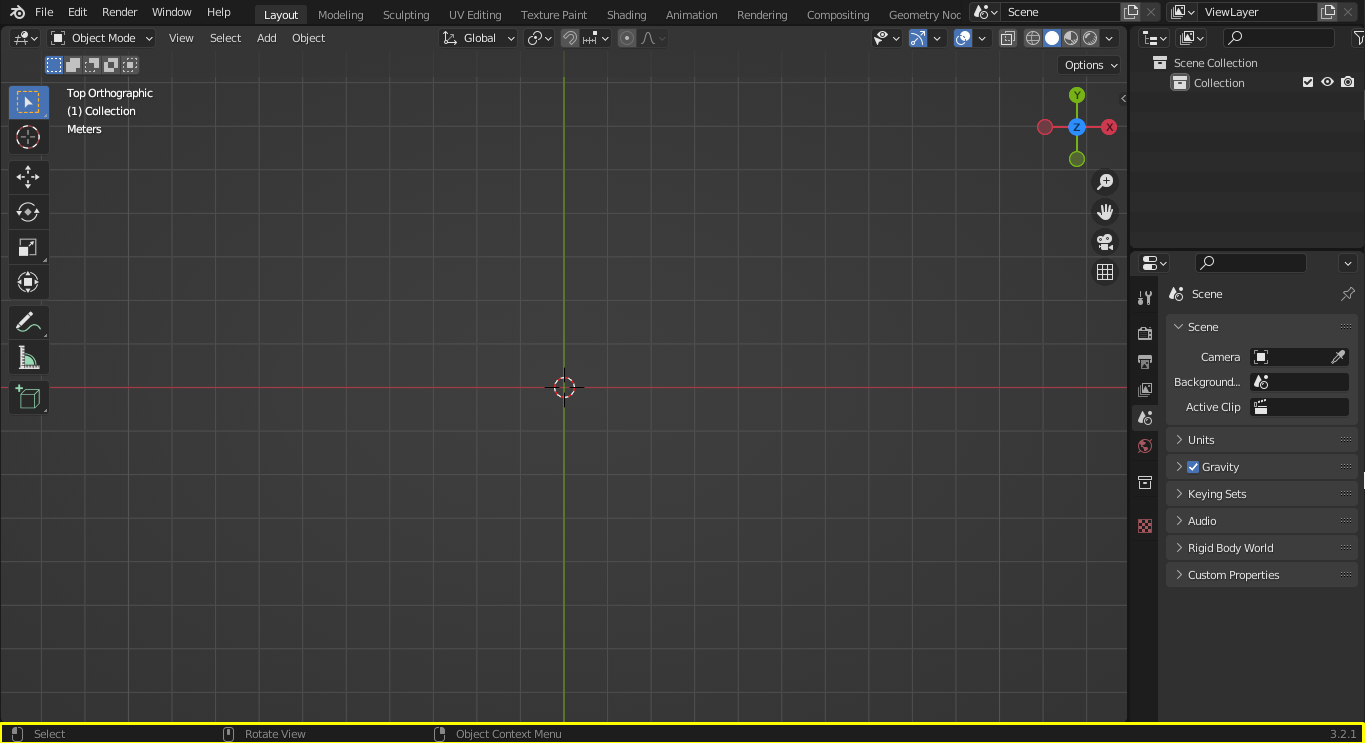 File Edit Render Window Help Layout Modeling Sculpting UV Editing Texture Paint Shading Animation Rendering Compositing Geometry Noc Scene ViewLayer
Object Mode View Select Add Object Global
Options
Top Orthographic
(1) Collection
Meters
Y
Z X
Scene Collection
Collection
Scene
Scene
Camera
Background...
Active Clip
Units
Gravity
Keying Sets
Audio
Rigid Body World
Custom Properties
Select Rotate View Object Context Menu 3.2.1